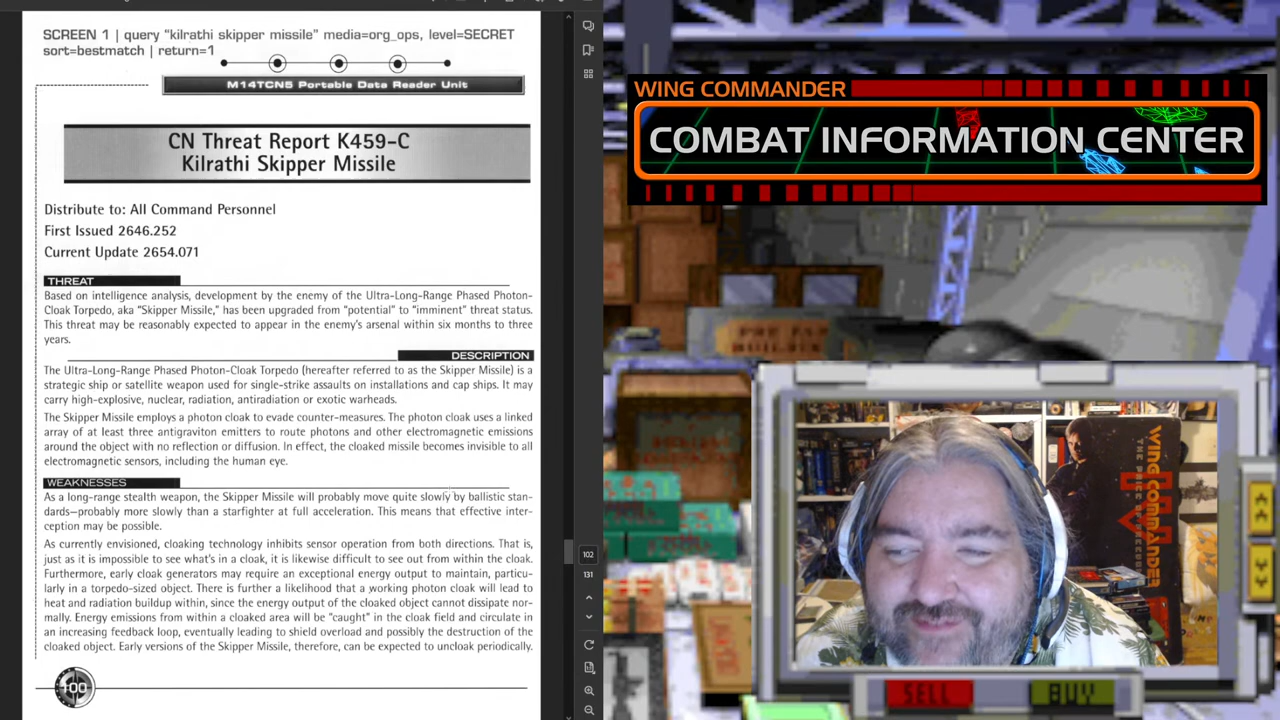 SCREEN 1 | query “kilrathi skipper missile” media=org_ops, level=SECRET
sort=bestmatch | return=1
M14TCN5 Portable Data Reader Unit
CN Threat Report K459-C
Kilrathi Skipper Missile
Distribute to: All Command Personnel
First Issued 2646.252
Current Update 2654.071
THREAT
Based on intelligence analysis, development by the enemy of the Ultra-Long-Range Phased Photon-
Cloak Torpedo, aka “Skipper Missile,” has been upgraded from “potential” to “imminent” threat status.
This threat may be reasonably expected to appear in the enemy's arsenal within six months to three
years.
DESCRIPTION
The Ultra-Long-Range Phased Photon-Cloak Torpedo (hereafter referred to as the Skipper Missile) is a
strategic ship or satellite weapon used for single-strike assaults on installations and cap ships. It may
carry high-explosive, nuclear, radiation, antiradiation or exotic warheads.
The Skipper Missile employs a photon cloak to evade counter-measures. The photon cloak uses a linked
array of at least three antigraviton emitters to route photons and other electromagnetic emissions
around the object with no reflection or diffusion. In effect, the cloaked missile becomes invisible to all
electromagnetic sensors, including the human eye.
WEAKNESSES
As a long-range stealth weapon, the Skipper Missile will probably move quite slowly by ballistic stan-
dards—probably more slowly than a starfighter at full acceleration. This means that effective inter-
ception may be possible.
As currently envisioned, cloaking technology inhibits sensor operation from both directions. That is,
just as it is impossible to see what's in a cloak, it is likewise difficult to see out from within the cloak.
Furthermore, early cloak generators may require an exceptional energy output to maintain, particu-
larly in a torpedo-sized object. There is further a likelihood that a working photon cloak will lead to
heat and radiation buildup within, since the energy output of the cloaked object cannot dissipate nor-
mally. Energy emissions from within a cloaked area will be “caught” in the cloak field and circulate in
an increasing feedback loop, eventually leading to shield overload and possibly the destruction of the
cloaked object. Early versions of the Skipper Missile, therefore, can be expected to uncloak periodically.
100
102
131
WING COMMANDER
COMBAT INFORMATION CENTER
WING COMMANDER
THE PRICE OF FREEDOM
SELL
BUY